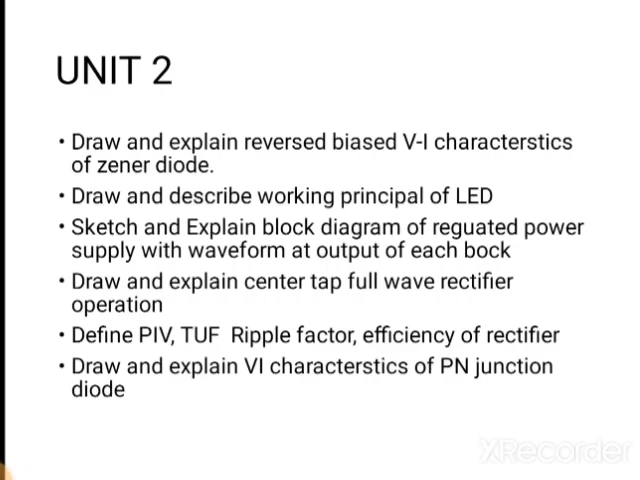 UNIT 2
• Draw and explain reversed biased V-I characterstics
of zener diode.
• Draw and describe working principal of LED
• Sketch and Explain block diagram of reguated power
supply with waveform at output of each bock
• Draw and explain center tap full wave rectifier
operation
• Define PIV, TUF Ripple factor, efficiency of rectifier
• Draw and explain VI characterstics of PN junction
diode
XRecorder